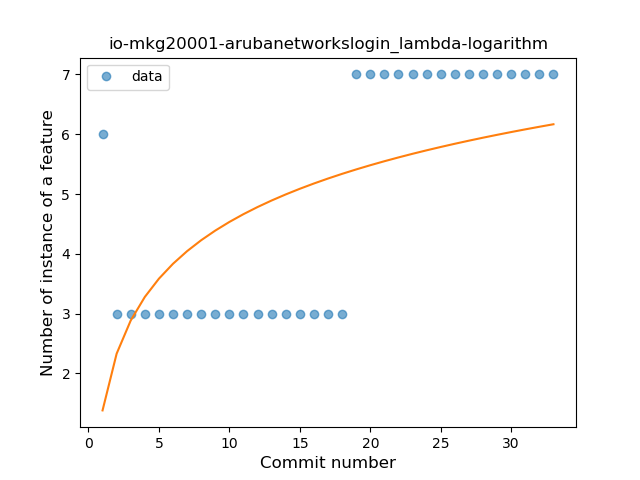 io-mkg20001-arubanetworkslogin_lambda-logarithm
data
Number of instance of a feature
7
6
5
4
3
2
0 5 10 15 20 25 30
Commit number